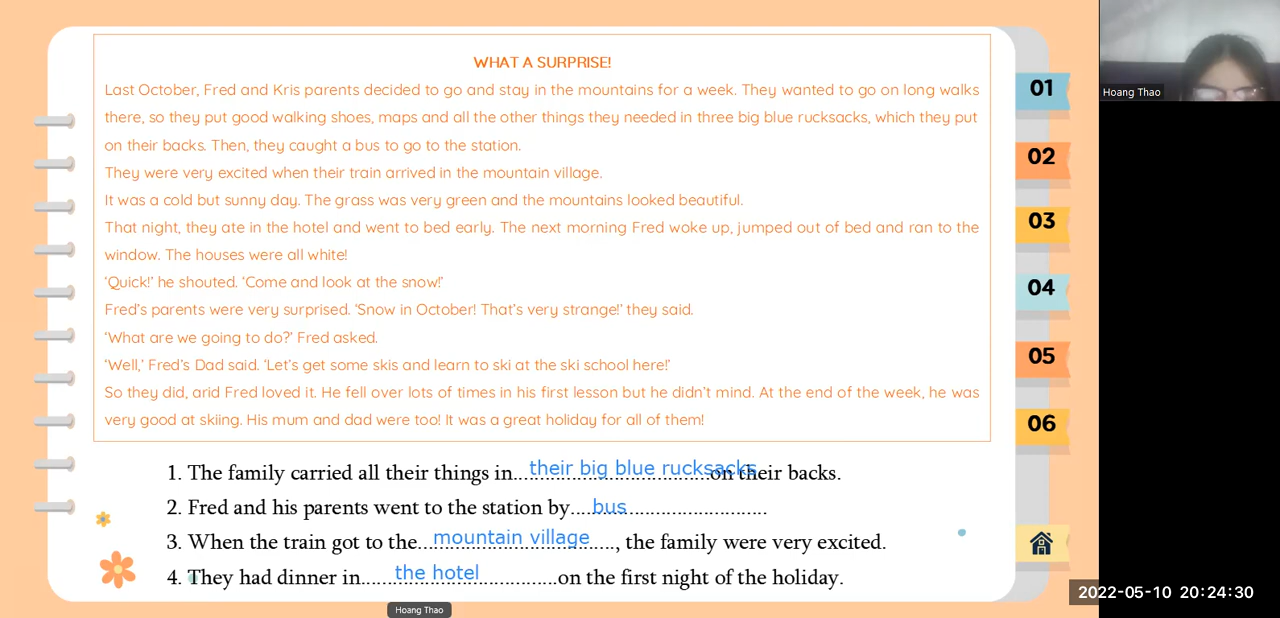 WHAT A SURPRISE!
Last October, Fred and Kris parents decided to go and stay in the mountains for a week. They wanted to go on long walks
there, so they put good walking shoes, maps and all the other things they needed in three big blue rucksacks, which they put
on their backs. Then, they caught a bus to go to the station.
They were very excited when their train arrived in the mountain village.
It was a cold but sunny day. The grass was very green and the mountains looked beautiful.
That night, they ate in the hotel and went to bed early. The next morning Fred woke up, jumped out of bed and ran to the
window. The houses were all white!
'Quick!' he shouted. 'Come and look at the snow!'
Fred's parents were very surprised. 'Snow in October! That's very strange!' they said.
'What are we going to do?' Fred asked.
'Well,' Fred's Dad said. 'Let's get some skis and learn to ski at the ski school here!'
So they did, arid Fred loved it. He fell over lots of times in his first lesson but he didn't mind. At the end of the week, he was
very good at skiing. His mum and dad were too! It was a great holiday for all of them!
1. The family carried all their things in their big blue rucksacks on their backs.
2. Fred and his parents went to the station by bus
3. When the train got to the mountain village, the family were very excited.
4. They had dinner in the hotel on the first night of the holiday.
01
02
03
04
05
06
Hoang Thao
Hoang Thao
2022-05-10 20:24:30